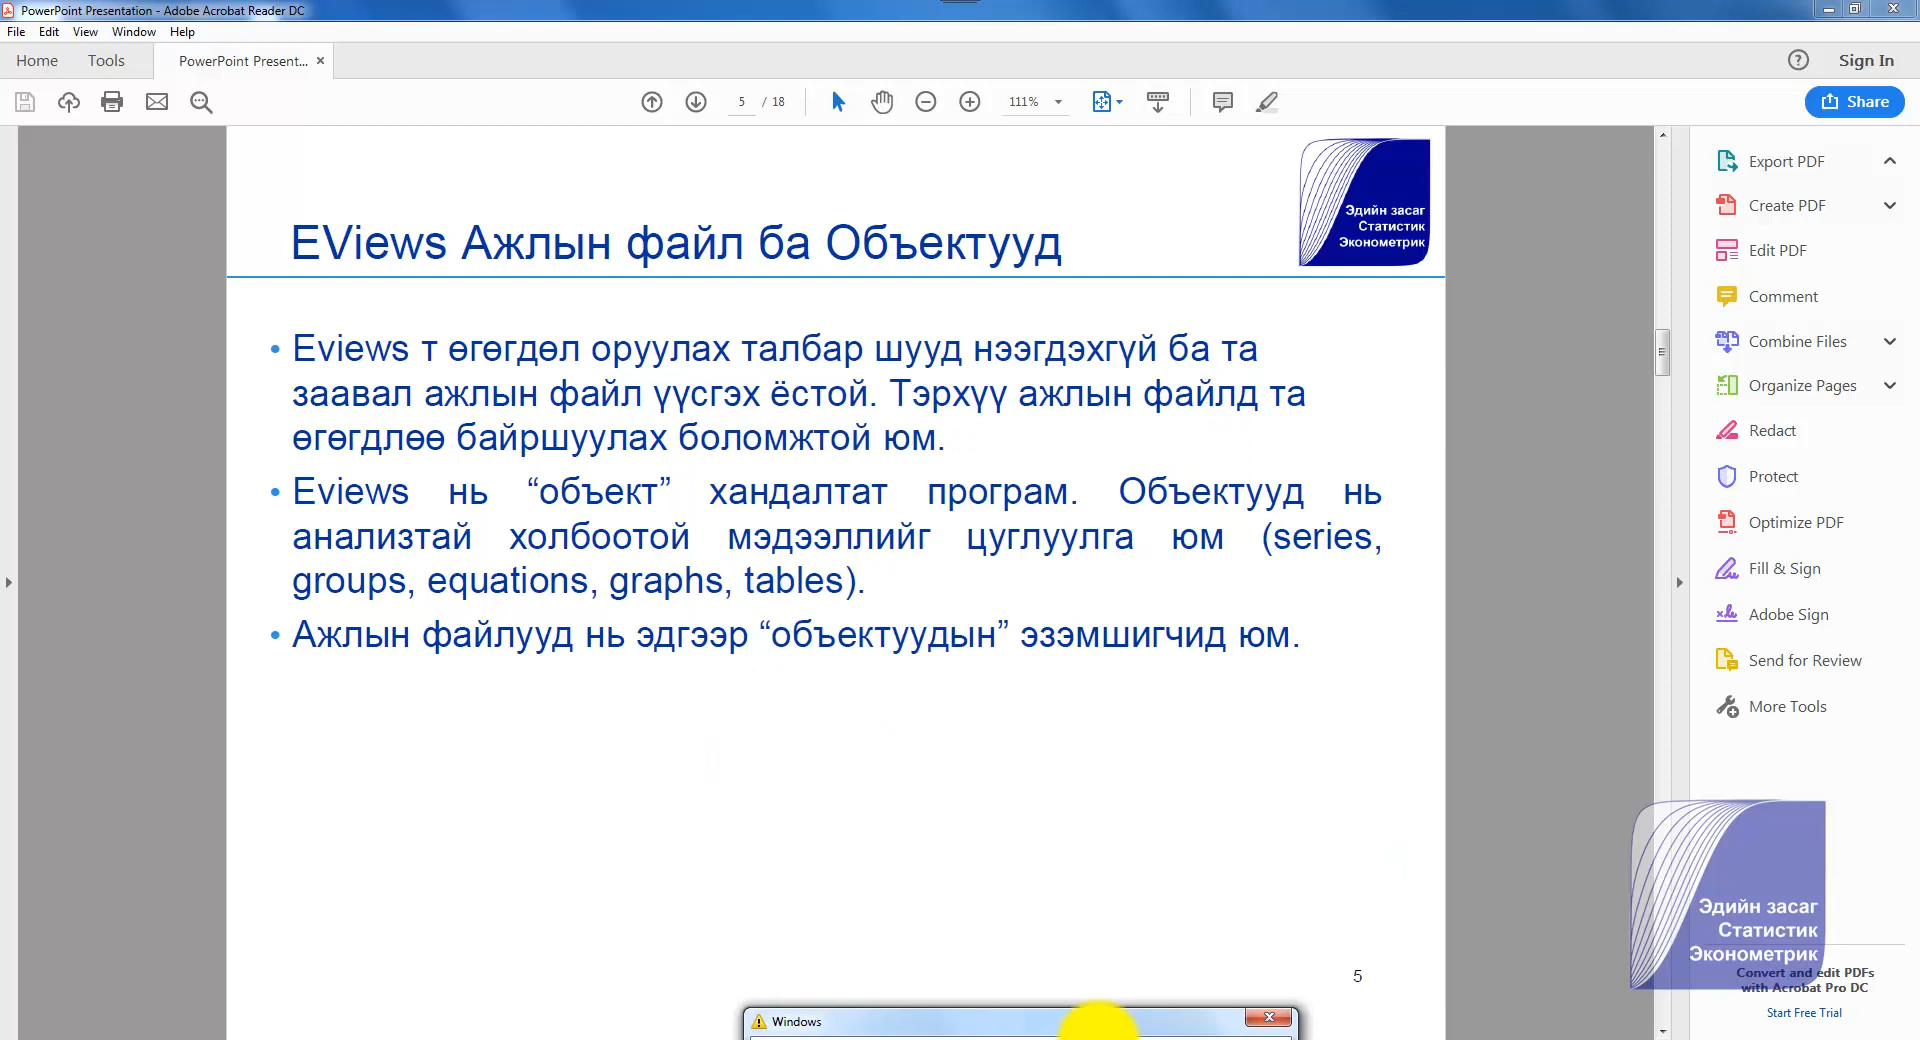 PowerPoint Presentation - Adobe Acrobat Reader DC
File Edit View Window Help
Home Tools PowerPoint Present... × Sign In
5 / 18 111% Share
Эдийн засаг
Статистик
Эконометрик
EViews Ажлын файл ба Объектууд
• Eviews т өгөгдөл оруулах талбар шууд нээгдэхгүй ба та
заавал ажлын файл үүсгэх ёстой. Тэрхүү ажлын файлд та
өгөгдлөө байршуулах боломжтой юм.
• Eviews нь “объект” хандалтат програм. Объектууд нь
анализтай холбоотой мэдээллийг цуглуулга юм (series,
groups, equations, graphs, tables).
• Ажлын файлууд нь эдгээр “объектуудын” эзэмшигчид юм.
5
Windows
Export PDF
Create PDF
Edit PDF
Comment
Combine Files
Organize Pages
Redact
Protect
Optimize PDF
Fill & Sign
Adobe Sign
Send for Review
More Tools
Эдийн засаг
Статистик
Эконометрик
Convert and edit PDFs
with Acrobat Pro DC
Start Free Trial